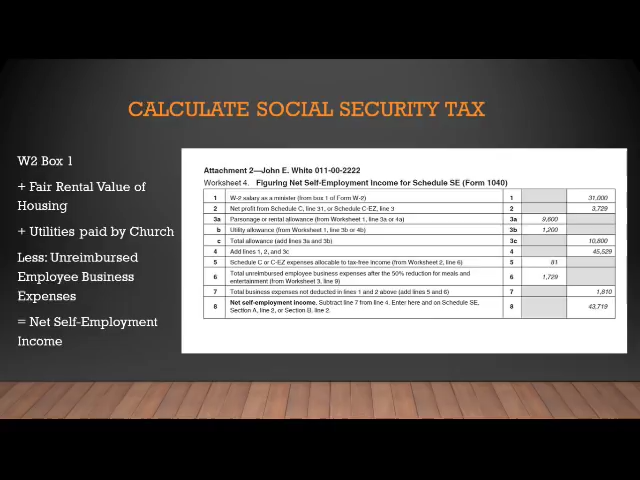 CALCULATE SOCIAL SECURITY TAX
W2 Box 1
+ Fair Rental Value of
Housing
+ Utilities paid by Church
Less: Unreimbursed
Employee Business
Expenses
= Net Self-Employment
Income
Attachment 2—John E. White 011-00-2222
Worksheet 4. Figuring Net Self-Employment Income for Schedule SE (Form 1040)
1 W-2 salary as a minister (from box 1 of Form W-2) 1 31,000
2 Net profit from Schedule C, line 31, or Schedule C-EZ, line 3 2 3,729
3a Parsonage or rental allowance (from Worksheet 1, line 3a or 4a) 3a 9,600
b Utility allowance (from Worksheet 1, line 3b or 4b) 3b 1,200
c Total allowance (add lines 3a and 3b) 3c 10,800
4 Add lines 1, 2, and 3c 4 45,529
5 Schedule C or C-EZ expenses allocable to tax-free income (from Worksheet 2, line 6) 5 81
6 Total unreimbursed employee business expenses after the 50% reduction for meals and
entertainment (from Worksheet 3, line 9) 6 1,729
7 Total business expenses not deducted in lines 1 and 2 above (add lines 5 and 6) 7 1,810
8 Net self-employment income. Subtract line 7 from line 4. Enter here and on Schedule SE,
Section A, line 2, or Section B, line 2 8 43,719